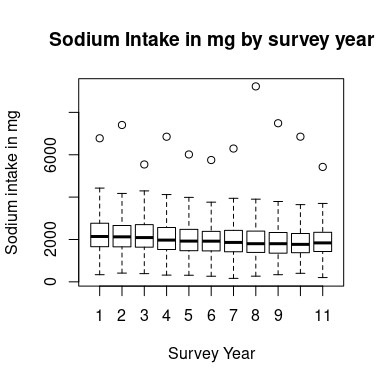 Sodium Intake in mg by survey year
Sodium intake in mg
6000
2000
0
1 2 3 4 5 6 7 8 9 11
Survey Year